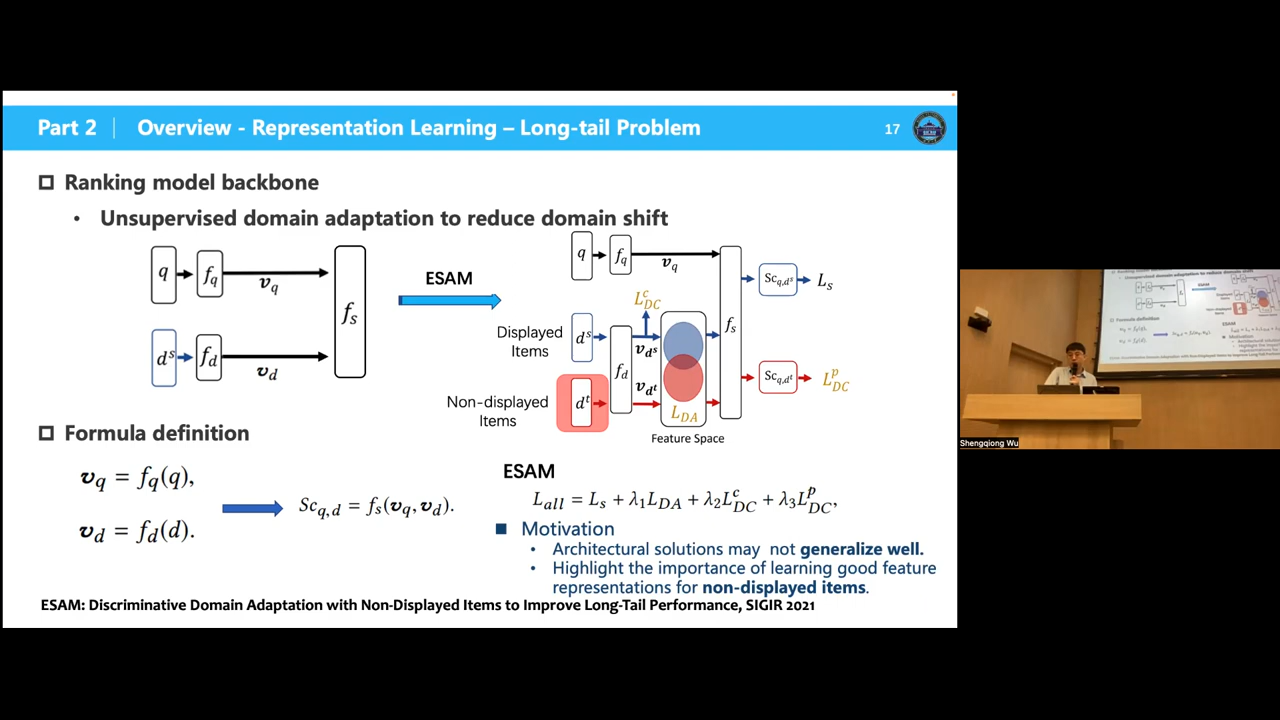 Part 2 | Overview - Representation Learning – Long-tail Problem
17
Ranking model backbone
• Unsupervised domain adaptation to reduce domain shift
q
f_q
v_q
d^s
f_d
v_d
f_s
ESAM
q
f_q
v_q
Displayed
Items
d^s
L_{DC}^c
v_{d^s}
Non-displayed
Items
d^t
f_d
v_{d^t}
L_{DA}
Feature Space
f_s
Sc_{q,d^s}
L_s
Sc_{q,d^t}
L_{DC}^p
Formula definition
v_q = f_q(q),
v_d = f_d(d).
Sc_{q,d} = f_s(v_q, v_d).
ESAM
L_{all} = L_s + λ_1 L_{DA} + λ_2 L_{DC}^c + λ_3 L_{DC}^p,
Motivation
• Architectural solutions may not generalize well.
• Highlight the importance of learning good feature
representations for non-displayed items.
ESAM: Discriminative Domain Adaptation with Non-Displayed Items to Improve Long-Tail Performance, SIGIR 2021
Shengqiong Wu